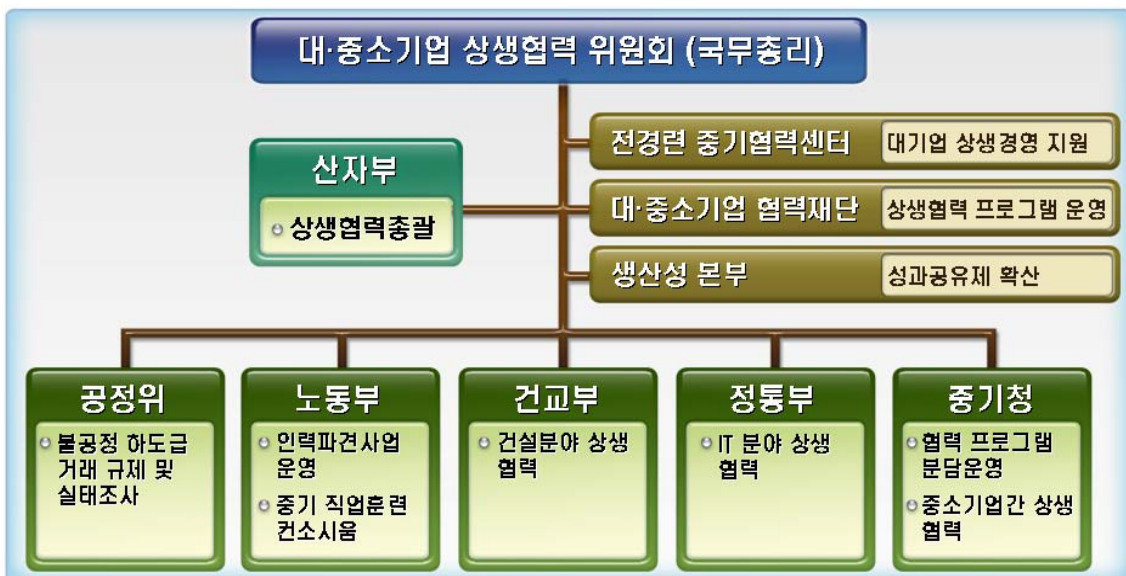 대·중소기업 상생협력 위원회 (국무총리)
전경련 중기협력센터 대기업 상생경영 지원
산자부
상생협력총괄
대·중소기업 협력재단 상생협력 프로그램 운영
생산성 본부 성과공유제 확산
공정위
불공정 하도급
거래 규제 및
실태조사
노동부
인력파견사업
운영
중기 직업훈련
컨소시움
건교부
건설분야 상생
협력
정통부
IT 분야 상생
협력
중기청
협력 프로그램
분담운영
중소기업간 상생
협력